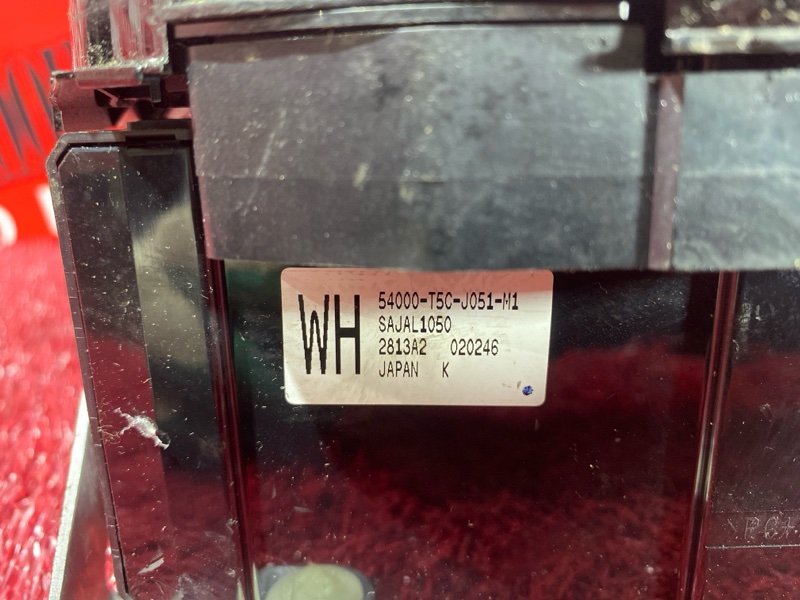 WH
54000-T5C-J051-M1
SAJAL1050
2813A2 020246
JAPAN K